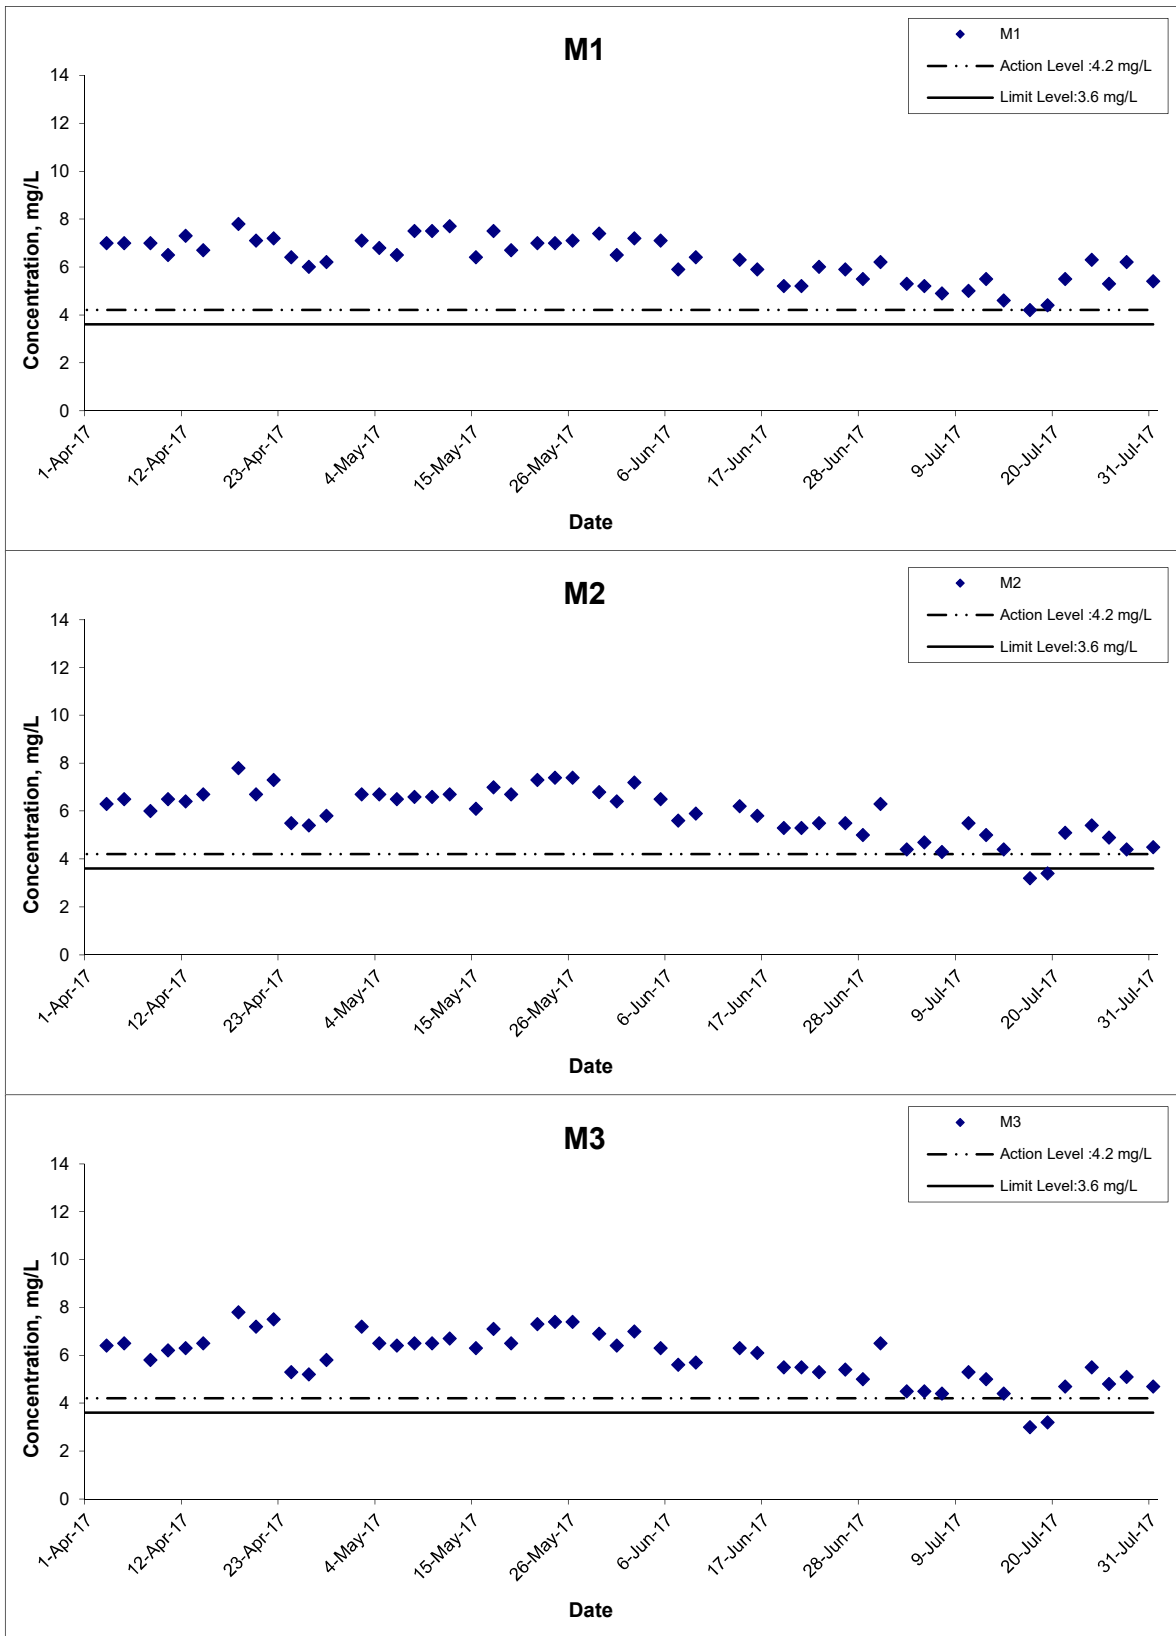 M1
M1
Action Level :4.2 mg/L
Limit Level:3.6 mg/L
Concentration, mg/L
14
12
10
8
6
4
2
0
1-Apr-17
12-Apr-17
23-Apr-17
4-May-17
15-May-17
26-May-17
6-Jun-17
17-Jun-17
28-Jun-17
9-Jul-17
20-Jul-17
31-Jul-17
Date
M2
M2
Action Level :4.2 mg/L
Limit Level:3.6 mg/L
Concentration, mg/L
14
12
10
8
6
4
2
0
1-Apr-17
12-Apr-17
23-Apr-17
4-May-17
15-May-17
26-May-17
6-Jun-17
17-Jun-17
28-Jun-17
9-Jul-17
20-Jul-17
31-Jul-17
Date
M3
M3
Action Level :4.2 mg/L
Limit Level:3.6 mg/L
Concentration, mg/L
14
12
10
8
6
4
2
0
1-Apr-17
12-Apr-17
23-Apr-17
4-May-17
15-May-17
26-May-17
6-Jun-17
17-Jun-17
28-Jun-17
9-Jul-17
20-Jul-17
31-Jul-17
Date